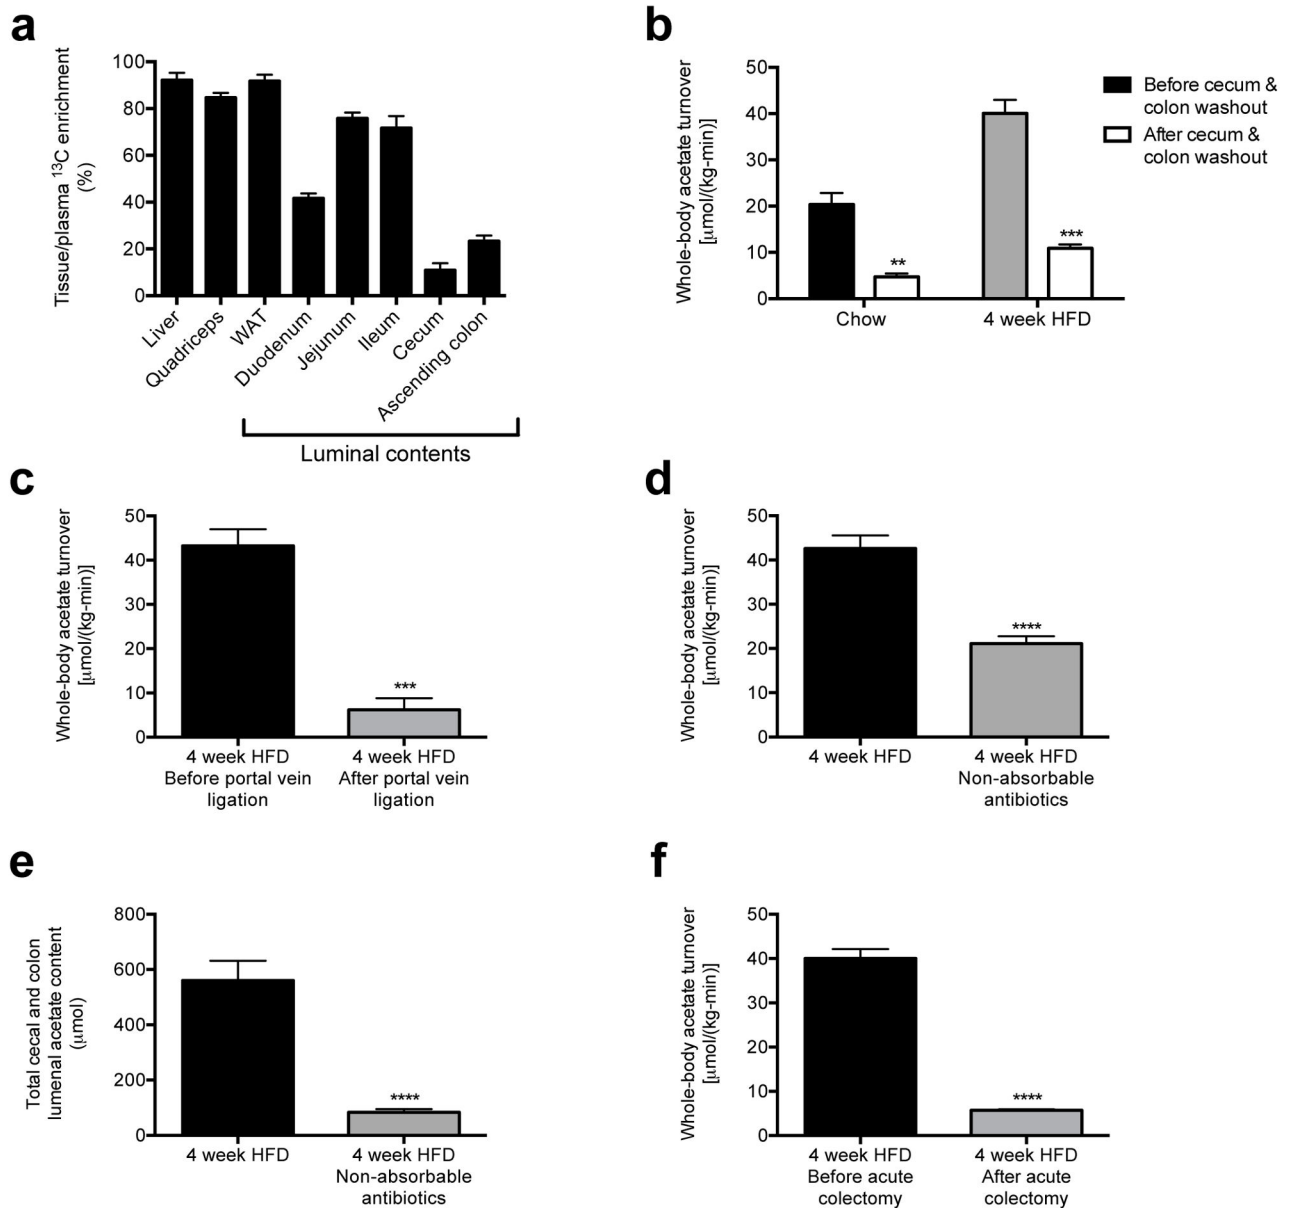 a
Tissue/plasma ¹³C enrichment
(%)
100
80
60
40
20
0
Liver
Quadriceps
WAT
Duodenum
Jejunum
Ileum
Cecum
Ascending colon
Luminal contents
b
Whole-body acetate turnover
[μmol/(kg-min)]
50
40
30
20
10
0
**
***
Chow
4 week HFD
Before cecum &
colon washout
After cecum &
colon washout
c
Whole-body acetate turnover
[μmol/(kg-min)]
50
40
30
20
10
0
***
4 week HFD
Before portal vein
ligation
4 week HFD
After portal vein
ligation
d
Whole-body acetate turnover
[μmol/(kg-min)]
50
40
30
20
10
0
****
4 week HFD
4 week HFD
Non-absorbable
antibiotics
e
Total cecal and colon
lumenal acetate content
(μmol)
800
600
400
200
0
****
4 week HFD
4 week HFD
Non-absorbable
antibiotics
f
Whole-body acetate turnover
[μmol/(kg-min)]
50
40
30
20
10
0
****
4 week HFD
Before acute
colectomy
4 week HFD
After acute
colectomy